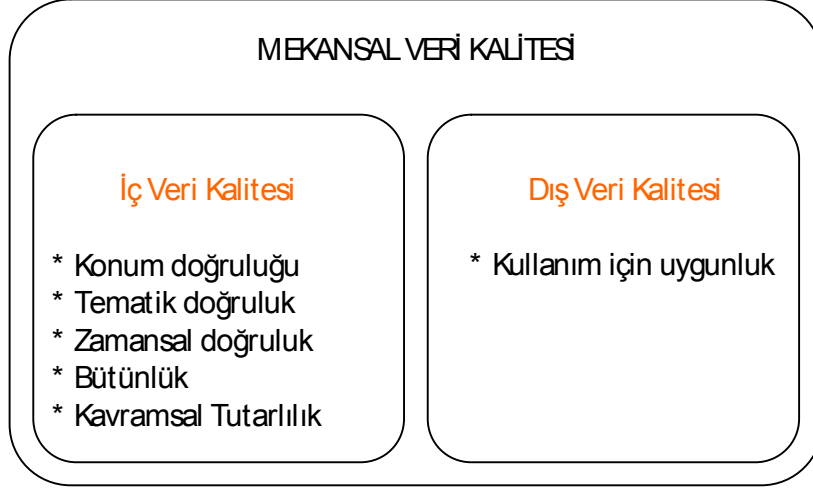 MEKANSAL VERİ KALİTESİ
İç Veri Kalitesi
* Konum doğruluğu
* Tematik doğruluk
* Zamansal doğruluk
* Bütünlük
* Kavramsal Tutarlılık
Dış Veri Kalitesi
* Kullanım için uygunluk